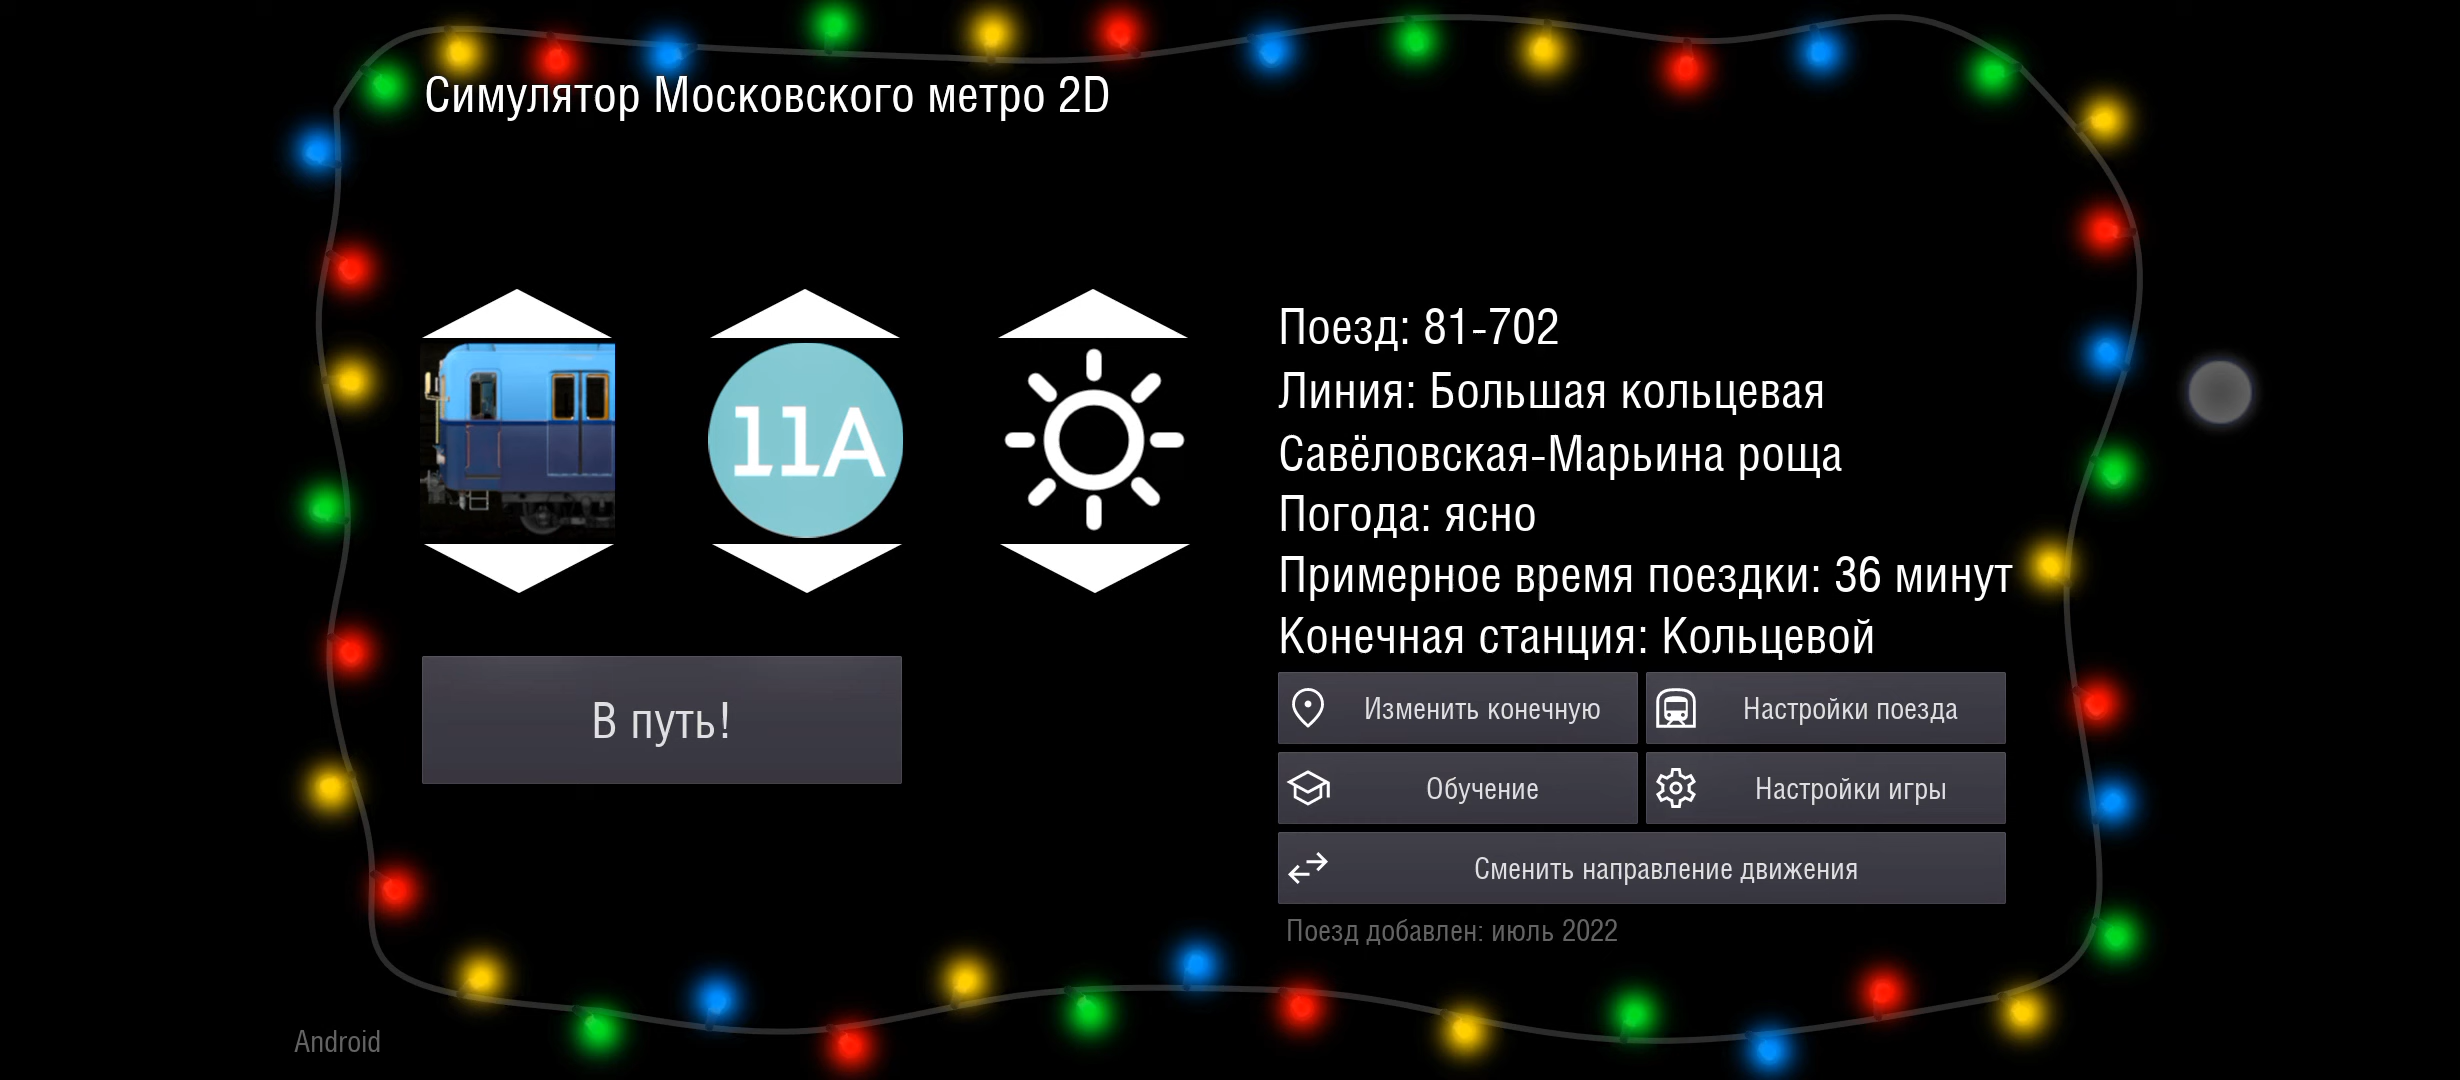 Симулятор Московского метро 2D
11А
Поезд: 81-702
Линия: Большая кольцевая
Савёловская-Марьина роща
Погода: ясно
Примерное время поездки: 36 минут
Конечная станция: Кольцевой
В путь!
Изменить конечную
Настройки поезда
Обучение
Настройки игры
Сменить направление движения
Поезд добавлен: июль 2022
Android